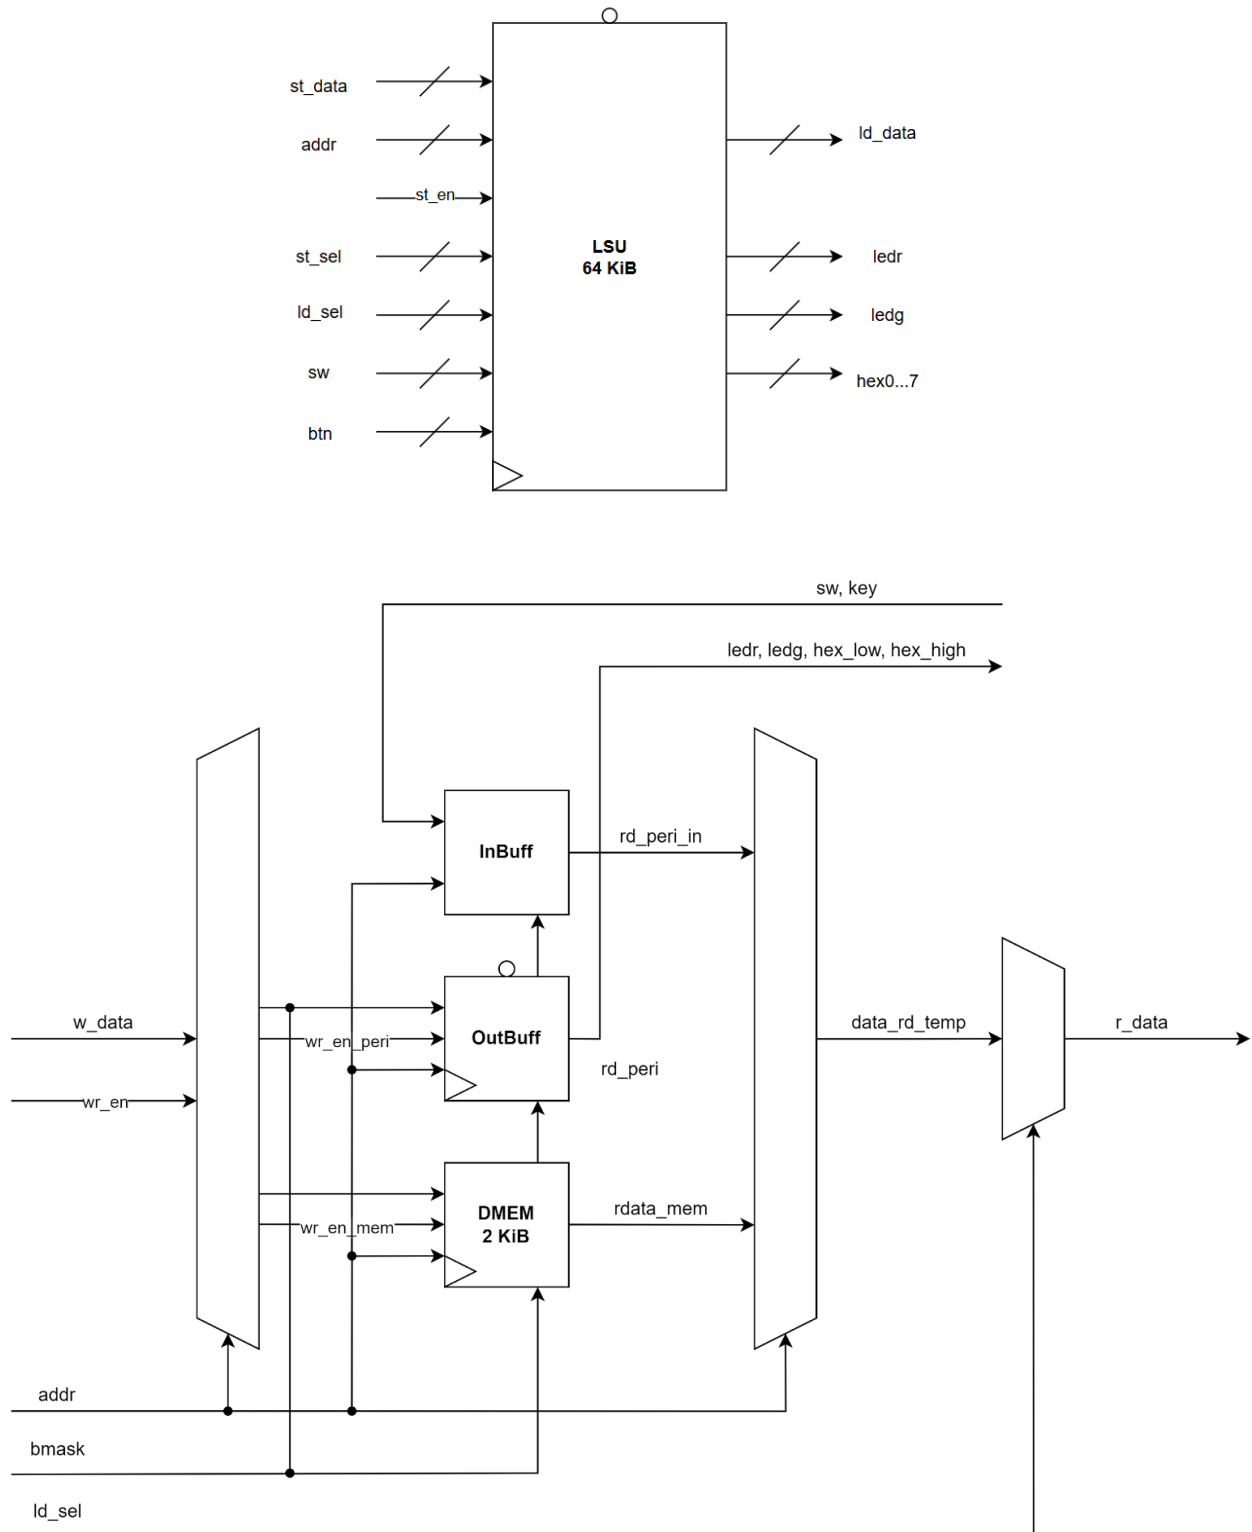 st_data
addr
st_en
st_sel
ld_sel
sw
btn
LSU
64 KiB
ld_data
ledr
ledg
hex0...7
sw, key
ledr, ledg, hex_low, hex_high
InBuff
rd_peri_in
w_data
wr_en
wr_en_peri
OutBuff
rd_peri
data_rd_temp
r_data
wr_en_mem
DMEM
2 KiB
rdata_mem
addr
bmask
ld_sel